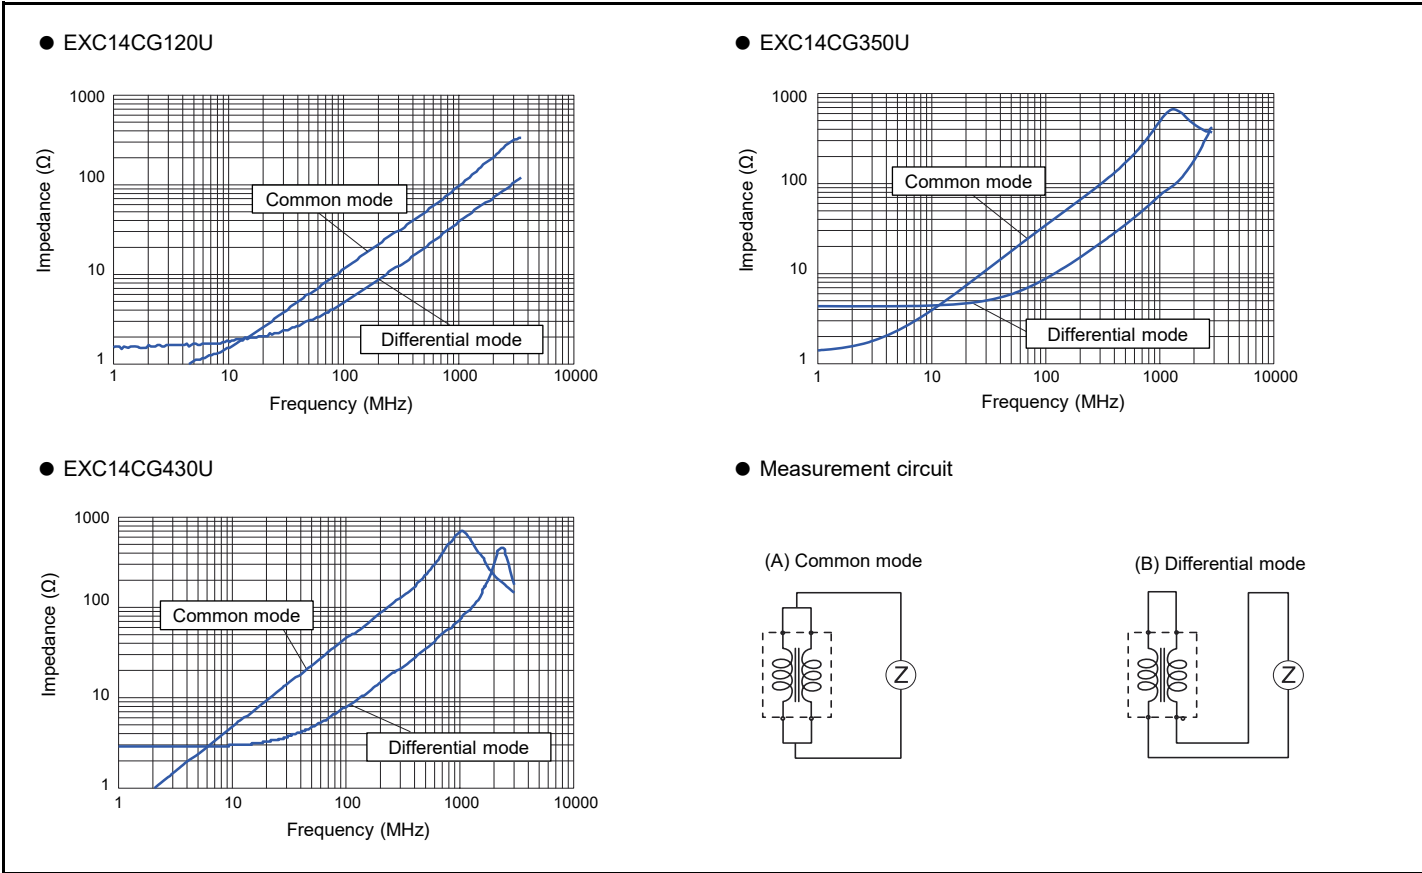 ● EXC14CG120U
1000
100
10
1
Impedance (Ω)
Common mode
Differential mode
1 10 100 1000 10000
Frequency (MHz)
● EXC14CG350U
1000
100
10
1
Impedance (Ω)
Common mode
Differential mode
1 10 100 1000 10000
Frequency (MHz)
● EXC14CG430U
1000
100
10
1
Impedance (Ω)
Common mode
Differential mode
1 10 100 1000 10000
Frequency (MHz)
● Measurement circuit
(A) Common mode
Z
(B) Differential mode
Z